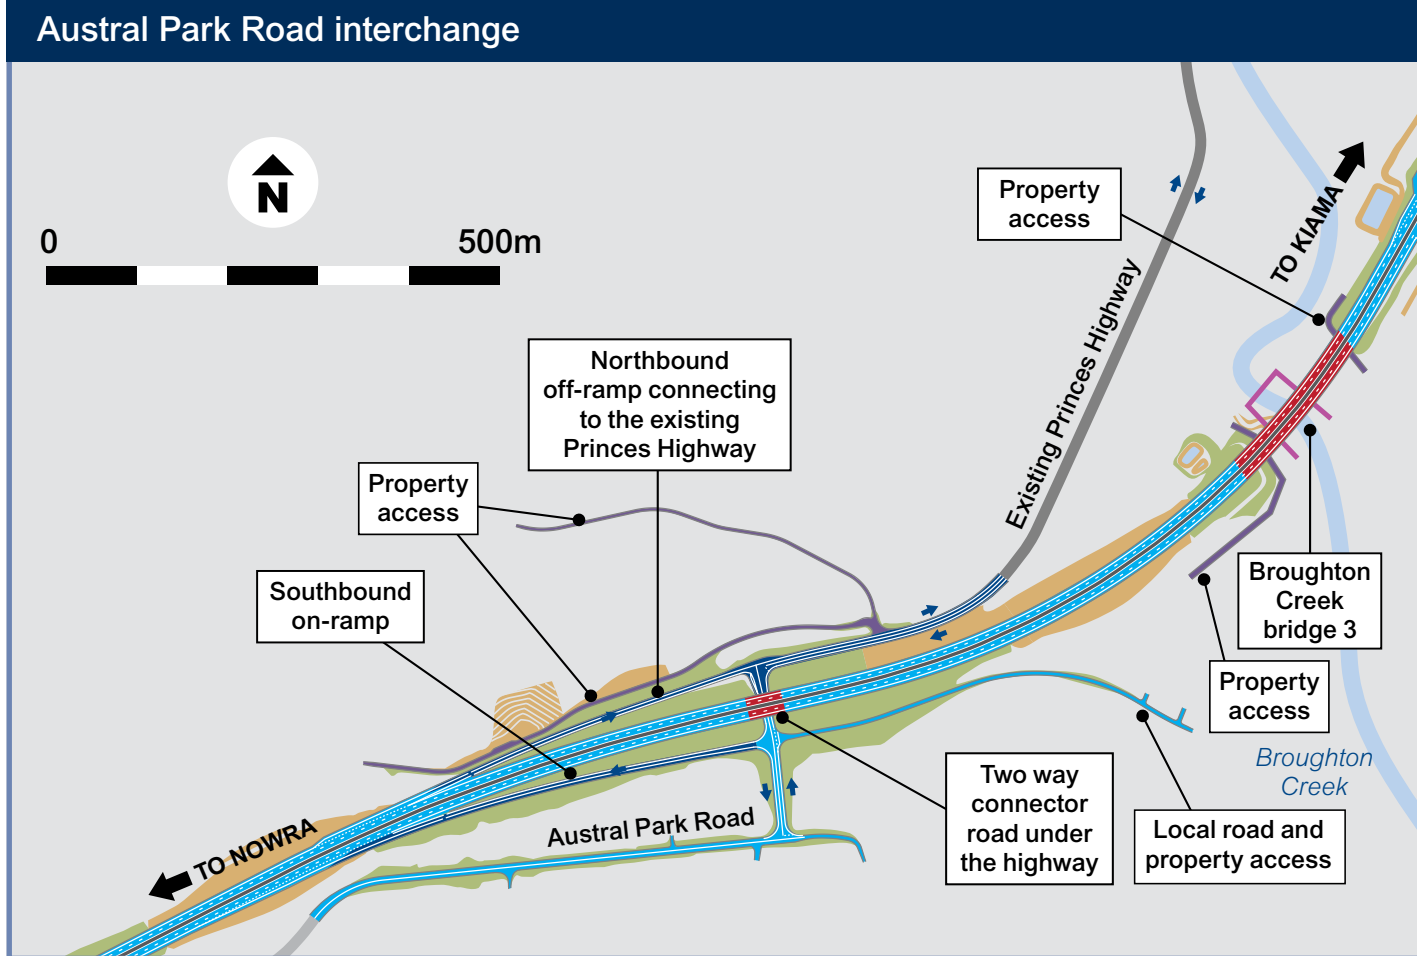 Austral Park Road interchange
N
0 500m
Property
access
TO KIAMA
Existing Princes Highway
Northbound
off-ramp connecting
to the existing
Princes Highway
Property
access
Southbound
on-ramp
Broughton
Creek
bridge 3
Property
access
Broughton
Creek
Two way
connector
road under
the highway
Local road and
property access
Austral Park Road
TO NOWRA